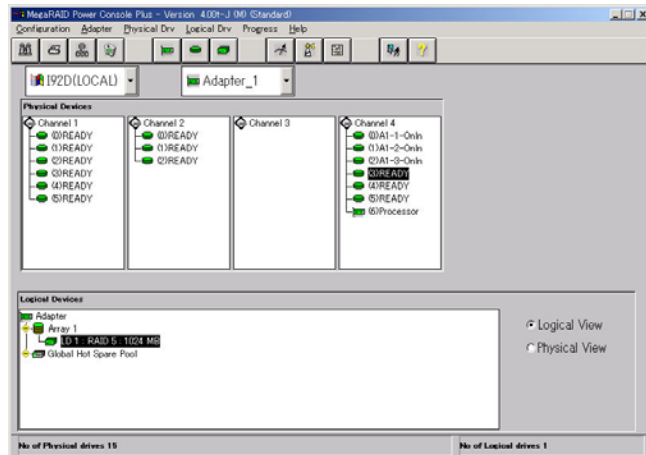 MegaRAID Power Console Plus - Version 4.00t-J (M) (Standard)
Configuration Adapter Physical Drv Logical Drv Progress Help
I92D(LOCAL) Adapter_1
Physical Devices
Channel 1
(0)READY
(1)READY
(2)READY
(3)READY
(4)READY
(5)READY
Channel 2
(0)READY
(1)READY
(2)READY
Channel 3
Channel 4
(0)A1-1-Onln
(1)A1-2-Onln
(2)A1-3-Onln
(3)READY
(4)READY
(5)READY
(6)Processor
Logical Devices
Adapter
Array 1
LD 1 : RAID 5 : 1024 MB
Global Hot Spare Pool
Logical View
Physical View
No of Physical drives 15
No of Logical drives 1